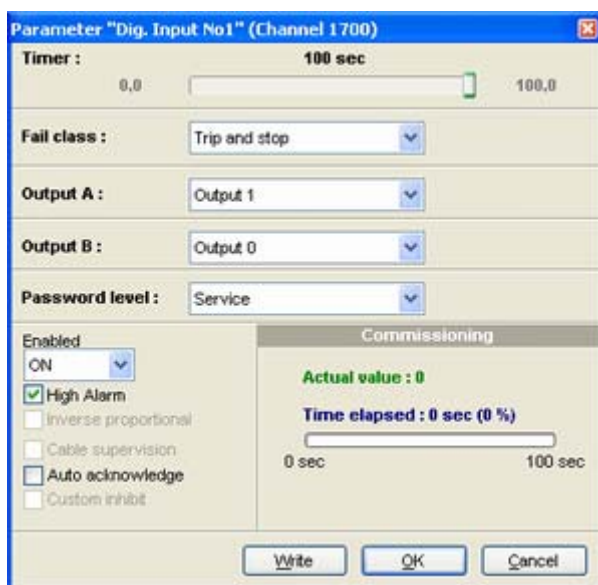 Parameter "Dig. Input No1" (Channel 1700)
Timer : 100 sec
0,0 100,0
Fail class : Trip and stop
Output A : Output 1
Output B : Output 0
Password level : Service
Enabled
ON
High Alarm
Inverse proportional
Cable supervision
Auto acknowledge
Custom inhibit
Commissioning
Actual value : 0
Time elapsed : 0 sec (0 %)
0 sec 100 sec
Write OK Cancel